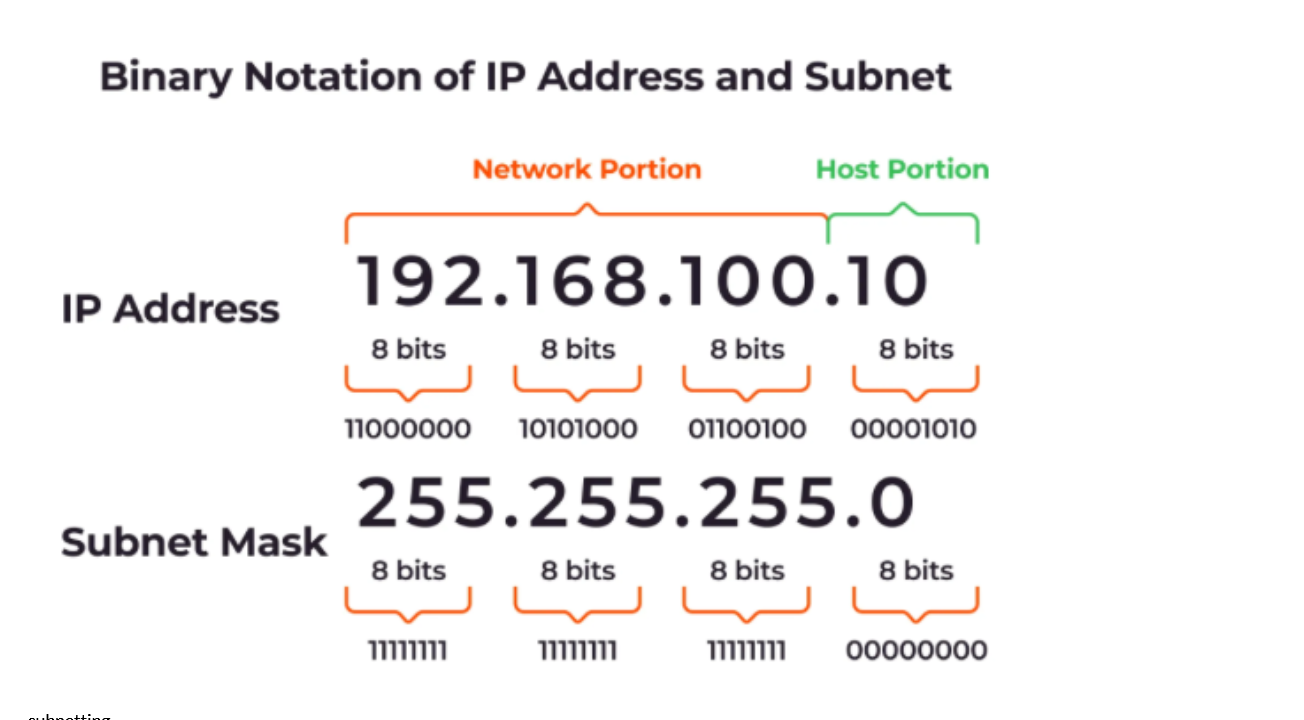 Binary Notation of IP Address and Subnet
Network Portion Host Portion
IP Address 192.168.100.10
8 bits 8 bits 8 bits 8 bits
11000000 10101000 01100100 00001010
Subnet Mask 255.255.255.0
8 bits 8 bits 8 bits 8 bits
11111111 11111111 11111111 00000000
subnetting